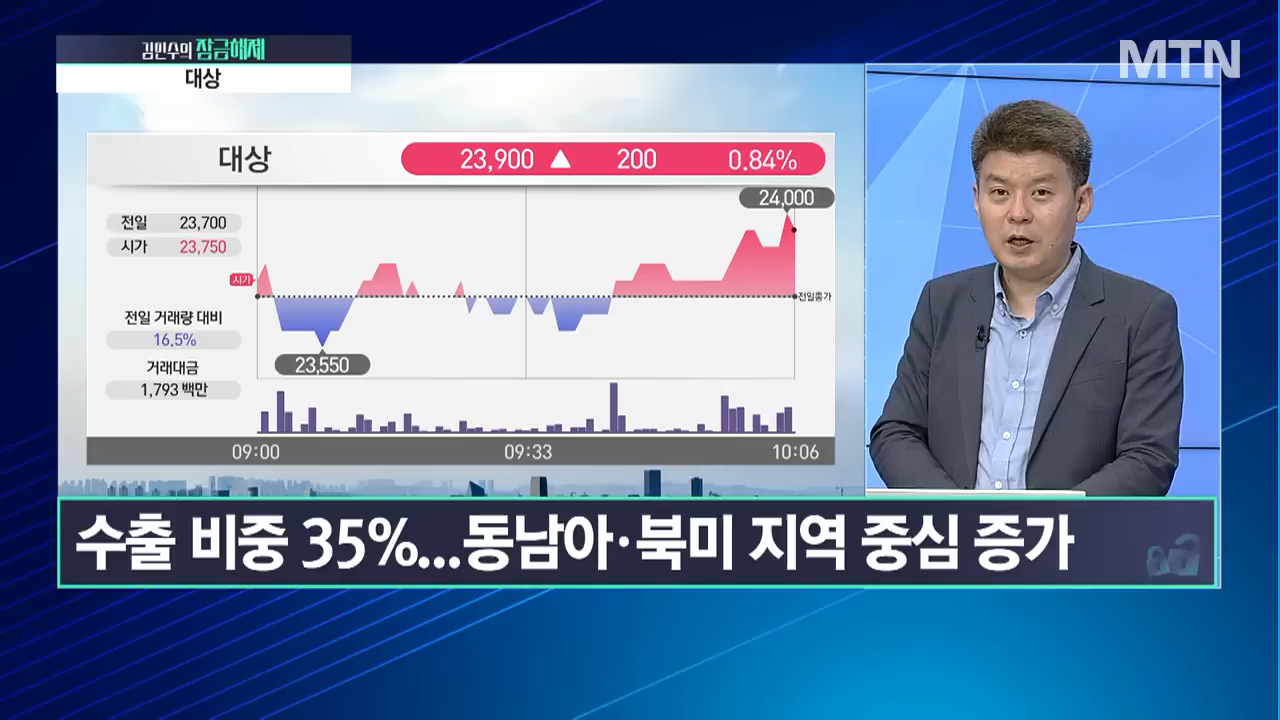 김민수의 잠금해제
MTN
대상
대상 23,900 ▲ 200 0.84%
24,000
전일 23,700
시가 23,750
시가
전일종가
전일 거래량 대비
16.5%
거래대금
1,793 백만
23,550
09:00 09:33 10:06
수출 비중 35%...동남아·북미 지역 중심 증가